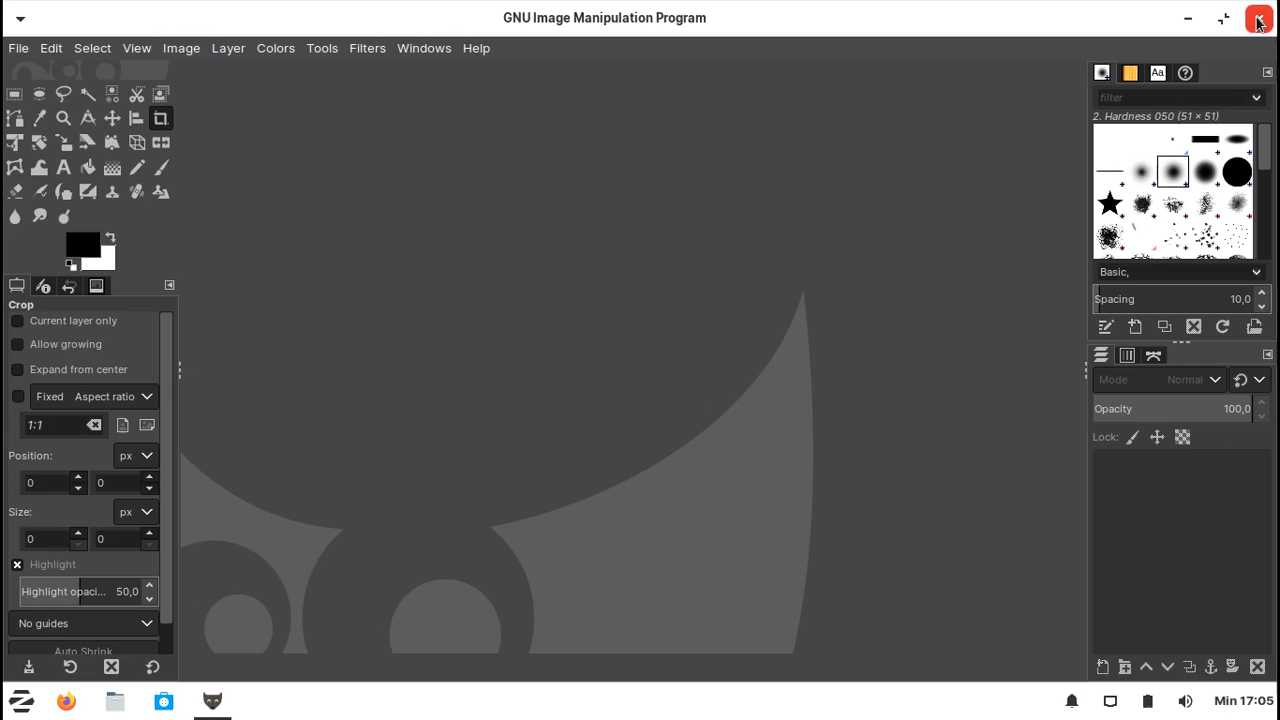 GNU Image Manipulation Program
File Edit Select View Image Layer Colors Tools Filters Windows Help
Aa
filter
2. Hardness 050 (51 × 51)
Basic,
Spacing 10,0
Crop
Current layer only
Allow growing
Expand from center
Fixed Aspect ratio
1:1
Position: px
0 0
Size: px
0 0
Highlight
Highlight opaci... 50,0
No guides
Auto Shrink
Mode Normal
Opacity 100,0
Lock:
Min 17:05